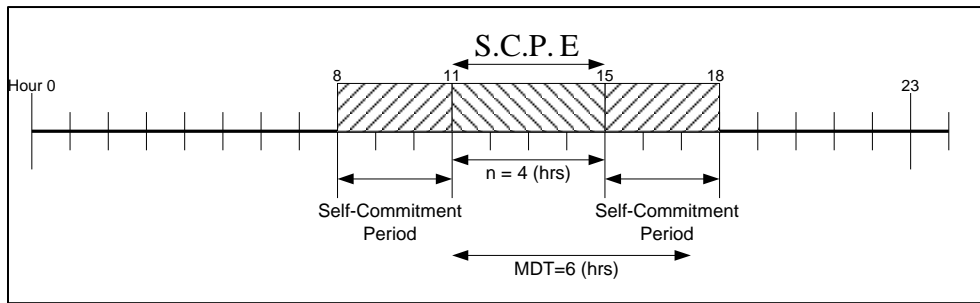 S.C.P. E
Hour 0
8
11
15
18
23
n = 4 (hrs)
Self-Commitment
Period
Self-Commitment
Period
MDT=6 (hrs)